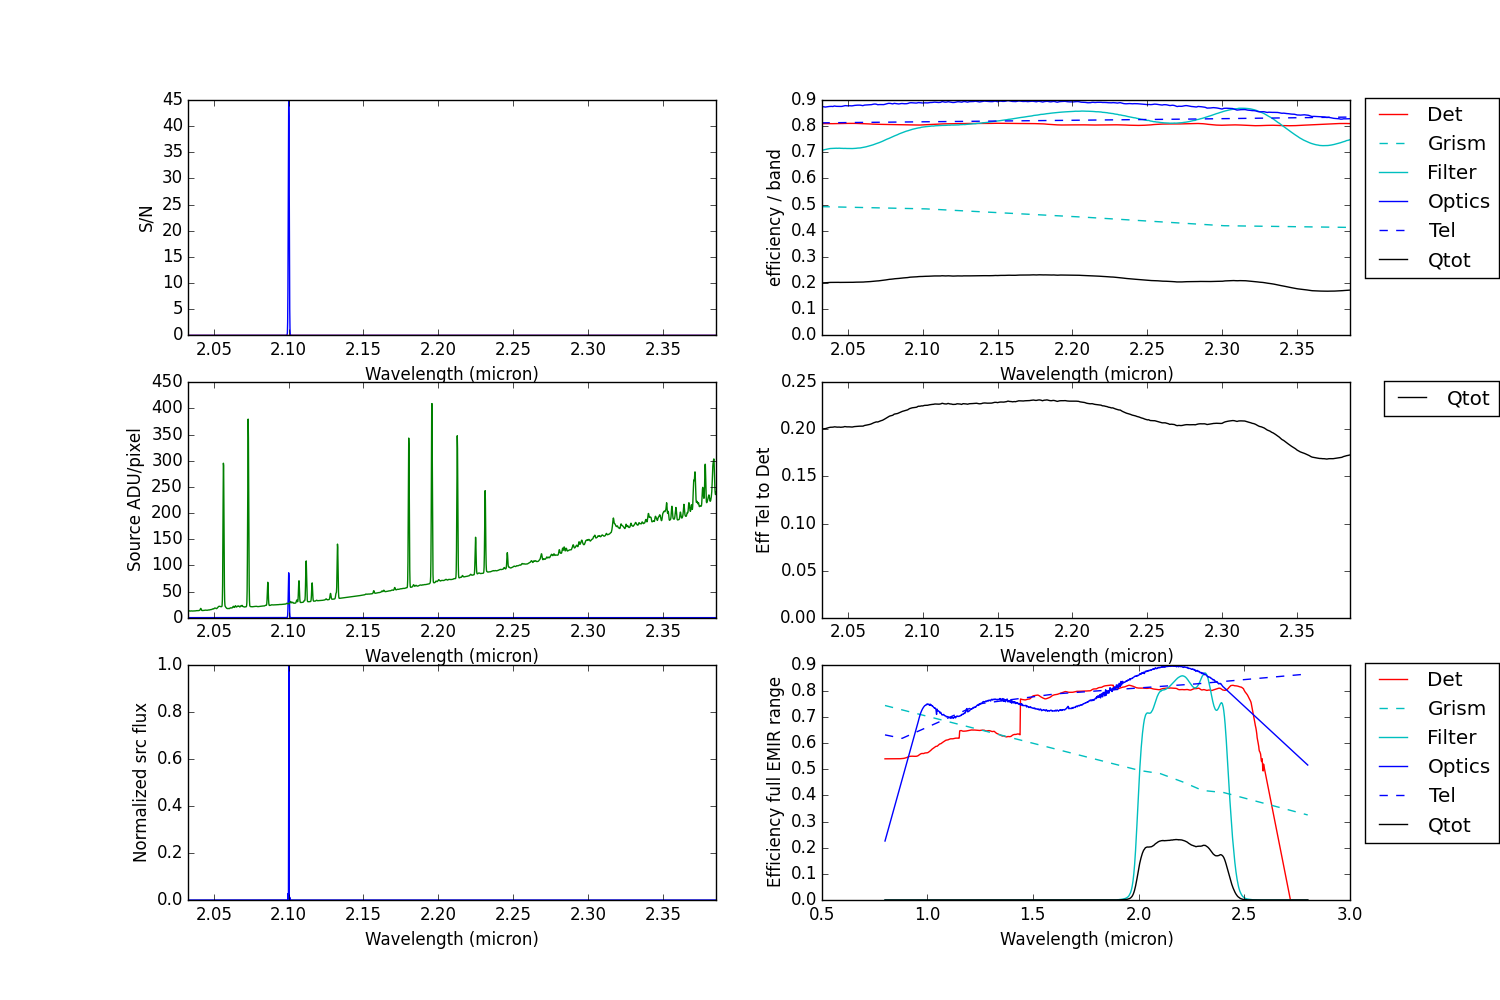 45
40
35
30
25
20
15
10
5
0
S/N
2.05 2.10 2.15 2.20 2.25 2.30 2.35
Wavelength (micron)
0.9
0.8
0.7
0.6
0.5
0.4
0.3
0.2
0.1
0.0
efficiency / band
2.05 2.10 2.15 2.20 2.25 2.30 2.35
Wavelength (micron)
Det
Grism
Filter
Optics
Tel
Qtot
450
400
350
300
250
200
150
100
50
0
Source ADU/pixel
2.05 2.10 2.15 2.20 2.25 2.30 2.35
Wavelength (micron)
0.25
0.20
0.15
0.10
0.05
0.00
Eff Tel to Det
2.05 2.10 2.15 2.20 2.25 2.30 2.35
Wavelength (micron)
Qtot
1.0
0.8
0.6
0.4
0.2
0.0
Normalized src flux
2.05 2.10 2.15 2.20 2.25 2.30 2.35
Wavelength (micron)
0.9
0.8
0.7
0.6
0.5
0.4
0.3
0.2
0.1
0.0
Efficiency full EMIR range
0.5 1.0 1.5 2.0 2.5 3.0
Wavelength (micron)
Det
Grism
Filter
Optics
Tel
Qtot